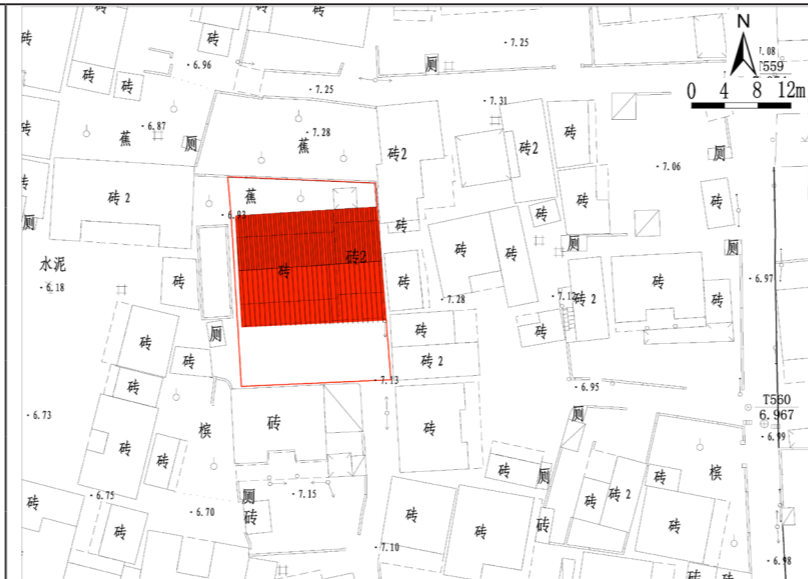 砖
砖
砖
N
7.25
7.08
T559
6.96
厕
砖
砖
0 4 8 12m
7.25
7.31
6.87
蕉
厕
7.28
蕉
砖
砖2
砖2
砖
7.06
厕
砖
砖 2
蕉
砖
砖
砖
厕
6.93
砖
砖
水泥
砖
砖2
砖
砖
砖
厕
厕
砖
6.97
6.18
7.28
7.12
砖 2
砖
砖
砖
厕
砖
砖
砖
砖 2
7.13
6.95
砖
T560
6.967
6.73
槟
砖
砖
厕
6.99
砖
砖
砖
厕
砖
槟
6.75
厕
7.15
砖
砖 2
砖
6.70
砖
砖
砖
砖
砖
砖
砖
7.10
6.98
砖
砖